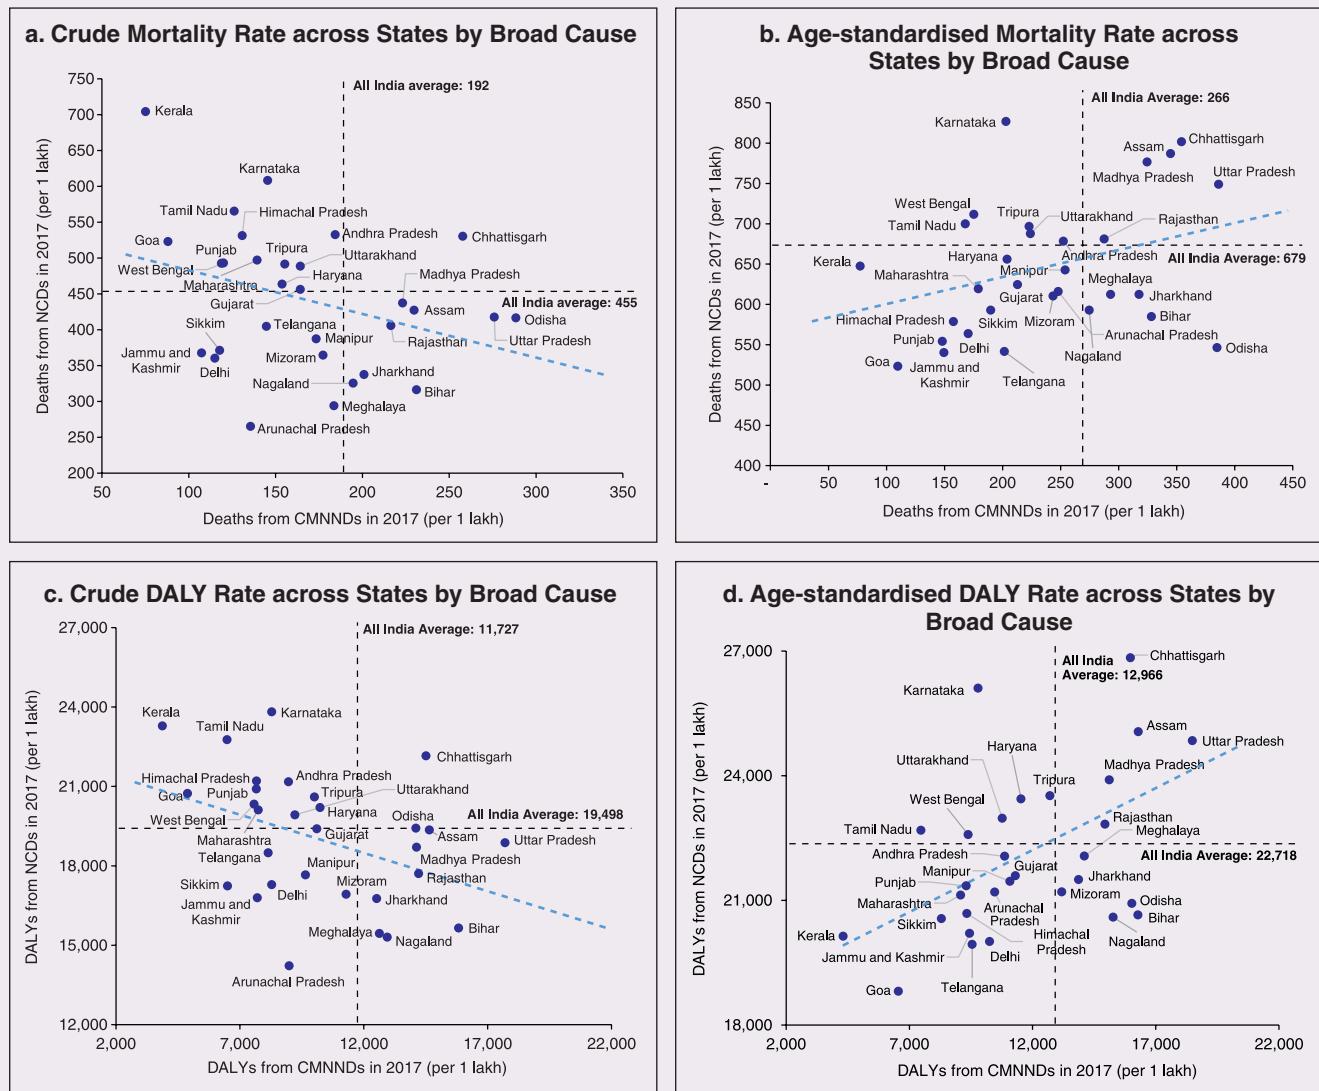 a. Crude Mortality Rate across States by Broad Cause
750
700
650
600
550
500
450
400
350
300
250
200
50
100
150
200
250
300
350
Deaths from NCDs in 2017 (per 1 lakh)
Deaths from CMNNDs in 2017 (per 1 lakh)
All India average: 192
All India average: 455
Kerala
Karnataka
Tamil Nadu
Himachal Pradesh
Goa
Punjab
Tripura
Andhra Pradesh
Chhattisgarh
West Bengal
Uttarakhand
Maharashtra
Haryana
Madhya Pradesh
Gujarat
Sikkim
Telangana
Manipur
Assam
Odisha
Rajasthan
Uttar Pradesh
Jammu and
Kashmir
Delhi
Mizoram
Nagaland
Jharkhand
Bihar
Meghalaya
Arunachal Pradesh
b. Age-standardised Mortality Rate across
States by Broad Cause
850
800
750
700
650
600
550
500
450
400
-
50
100
150
200
250
300
350
400
450
Deaths from NCDs in 2017 (per 1 lakh)
Deaths from CMNNDs in 2017 (per 1 lakh)
All India Average: 266
All India Average: 679
Karnataka
Chhattisgarh
Assam
Madhya Pradesh
Uttar Pradesh
West Bengal
Tamil Nadu
Tripura
Uttarakhand
Rajasthan
Kerala
Haryana
Andhra Pradesh
Maharashtra
Manipur
Meghalaya
Gujarat
Jharkhand
Himachal Pradesh
Sikkim
Mizoram
Bihar
Arunachal Pradesh
Punjab
Delhi
Nagaland
Odisha
Goa
Jammu and
Kashmir
Telangana
c. Crude DALY Rate across States by Broad Cause
27,000
24,000
21,000
18,000
15,000
12,000
2,000
7,000
12,000
17,000
22,000
DALYs from NCDs in 2017 (per 1 lakh)
DALYs from CMNNDs in 2017 (per 1 lakh)
All India Average: 11,727
All India Average: 19,498
Kerala
Tamil Nadu
Karnataka
Chhattisgarh
Himachal Pradesh
Andhra Pradesh
Goa
Punjab
Tripura
Uttarakhand
West Bengal
Haryana
Odisha
Maharashtra
Gujarat
Assam
Uttar Pradesh
Telangana
Manipur
Madhya Pradesh
Sikkim
Delhi
Mizoram
Rajasthan
Jammu and
Kashmir
Jharkhand
Meghalaya
Nagaland
Bihar
Arunachal Pradesh
d. Age-standardised DALY Rate across States by
Broad Cause
27,000
24,000
21,000
18,000
2,000
7,000
12,000
17,000
22,000
DALYs from NCDs in 2017 (per 1 lakh)
DALYs from CMNNDs in 2017 (per 1 lakh)
All India
Average: 12,966
All India Average: 22,718
Chhattisgarh
Karnataka
Assam
Uttar Pradesh
Haryana
Uttarakhand
Tripura
Madhya Pradesh
West Bengal
Tamil Nadu
Rajasthan
Meghalaya
Andhra Pradesh
Gujarat
Manipur
Punjab
Jharkhand
Maharashtra
Mizoram
Arunachal
Pradesh
Odisha
Sikkim
Bihar
Himachal
Pradesh
Nagaland
Kerala
Jammu and Kashmir
Delhi
Telangana
Goa